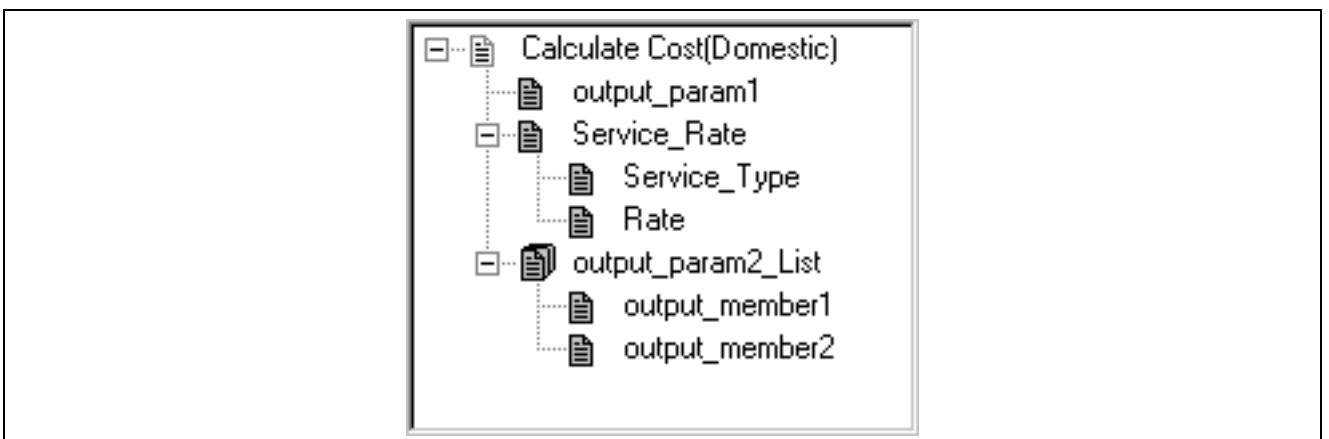 Calculate Cost(Domestic)
output_param1
Service_Rate
Service_Type
Rate
output_param2_List
output_member1
output_member2